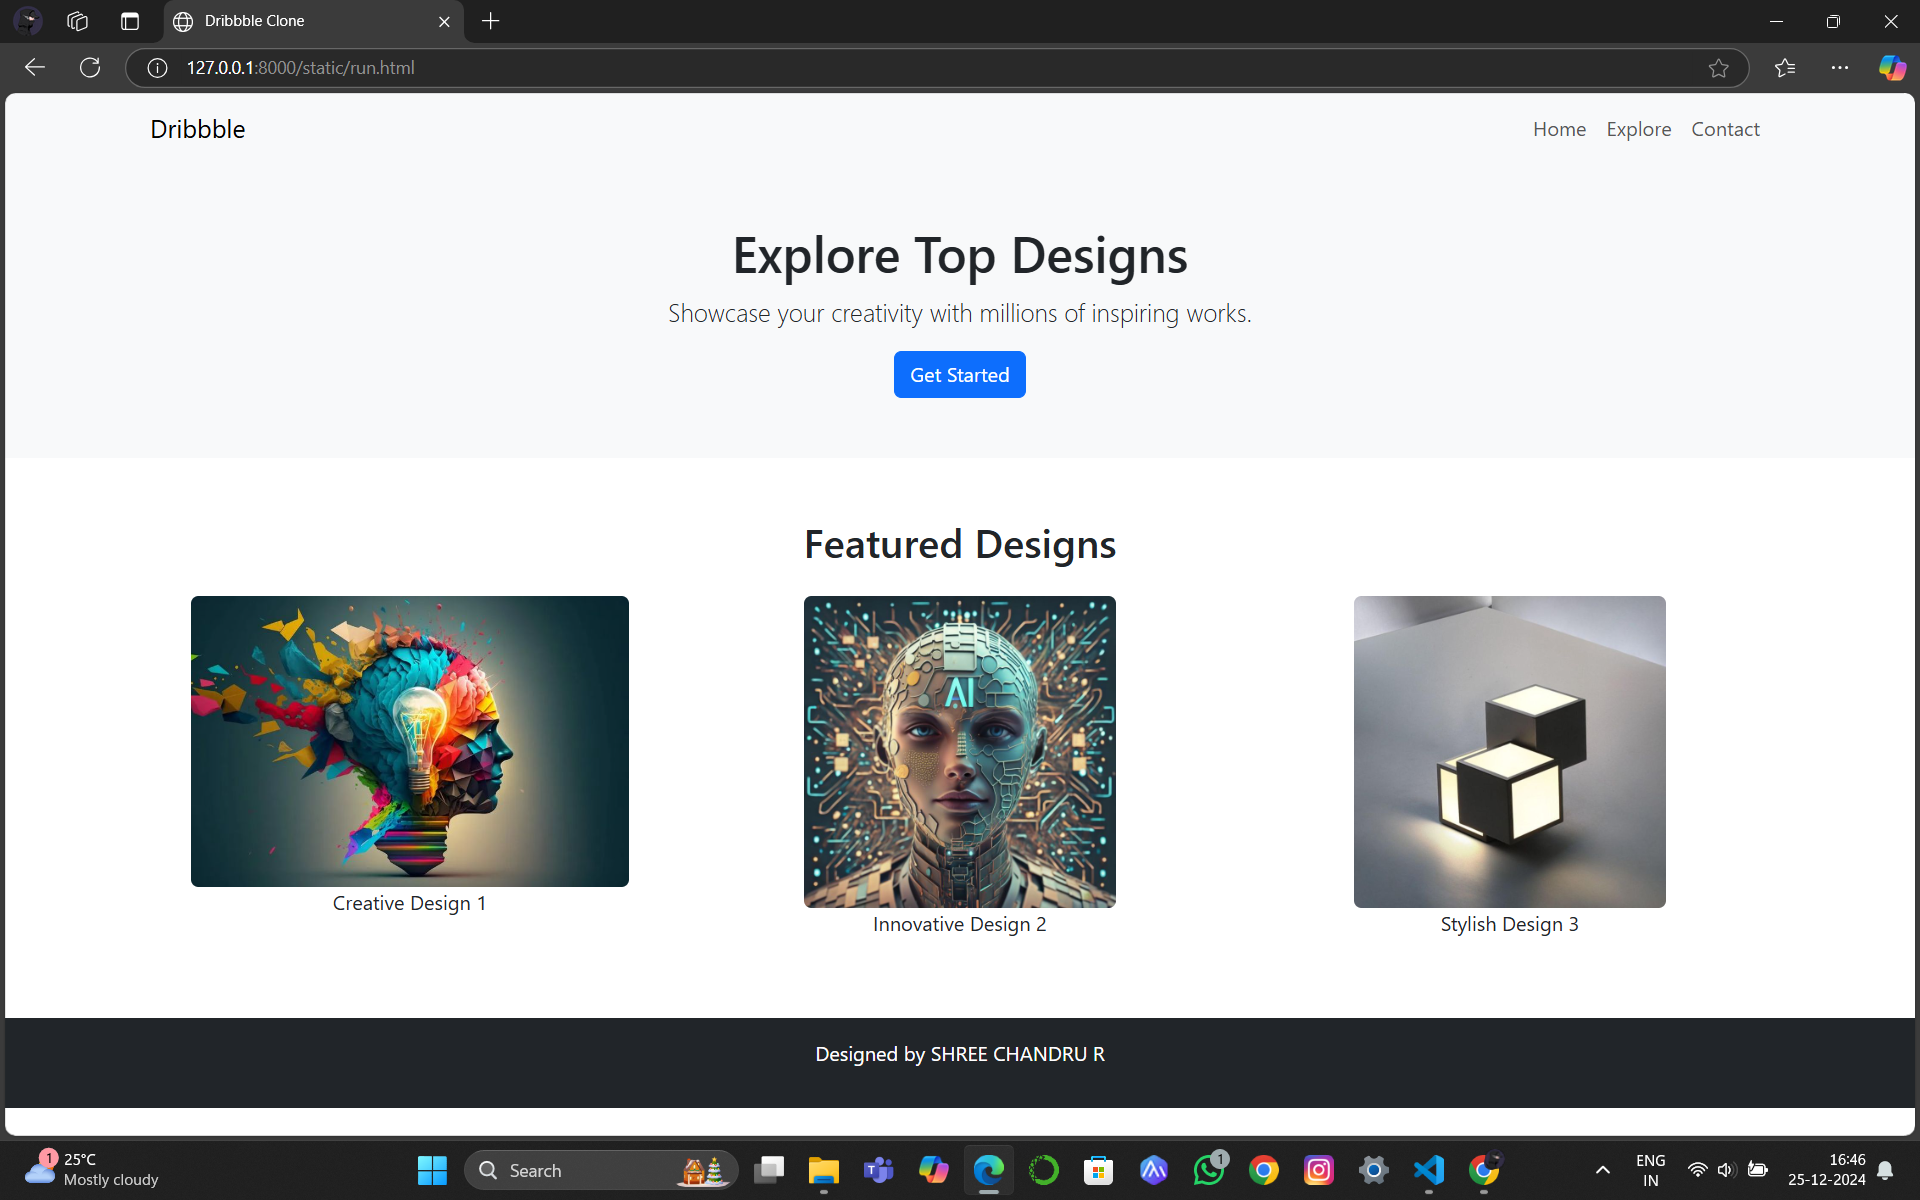 Dribbble Clone
127.0.0.1:8000/static/run.html
Dribbble
Home Explore Contact
Explore Top Designs
Showcase your creativity with millions of inspiring works.
Get Started
Featured Designs
AI
Creative Design 1
Innovative Design 2
Stylish Design 3
Designed by SHREE CHANDRU R
1
25°C
Mostly cloudy
Search
T
1
ENG
IN
16:46
25-12-2024